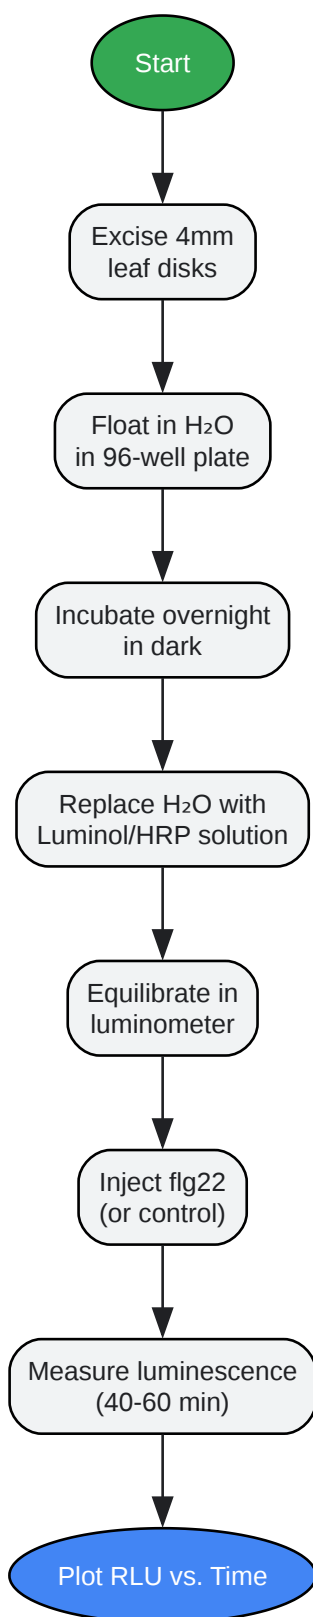 Start
Excise 4mm
leaf disks
Float in H₂O
in 96-well plate
Incubate overnight
in dark
Replace H₂O with
Luminol/HRP solution
Equilibrate in
luminometer
Inject flg22
(or control)
Measure luminescence
(40-60 min)
Plot RLU vs. Time